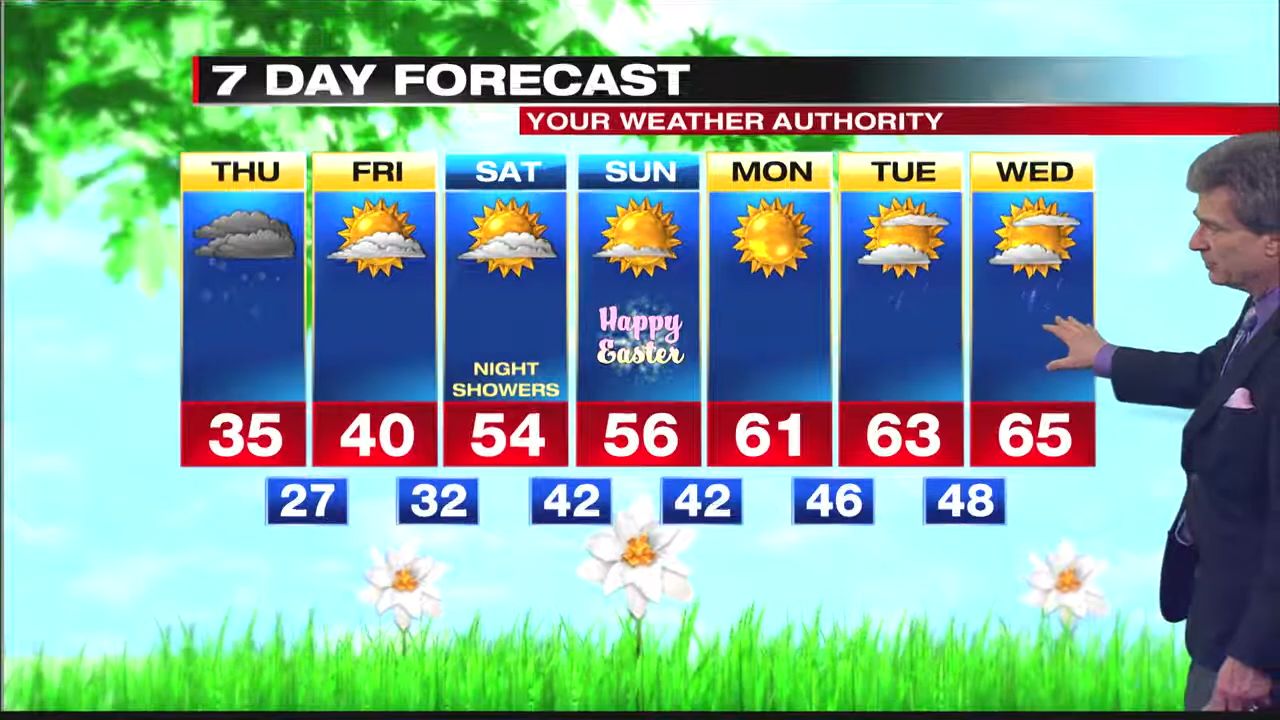 7 DAY FORECAST
YOUR WEATHER AUTHORITY
THU FRI SAT SUN MON TUE WED
Happy
Easter
NIGHT
SHOWERS
35 40 54 56 61 63 65
27 32 42 42 46 48